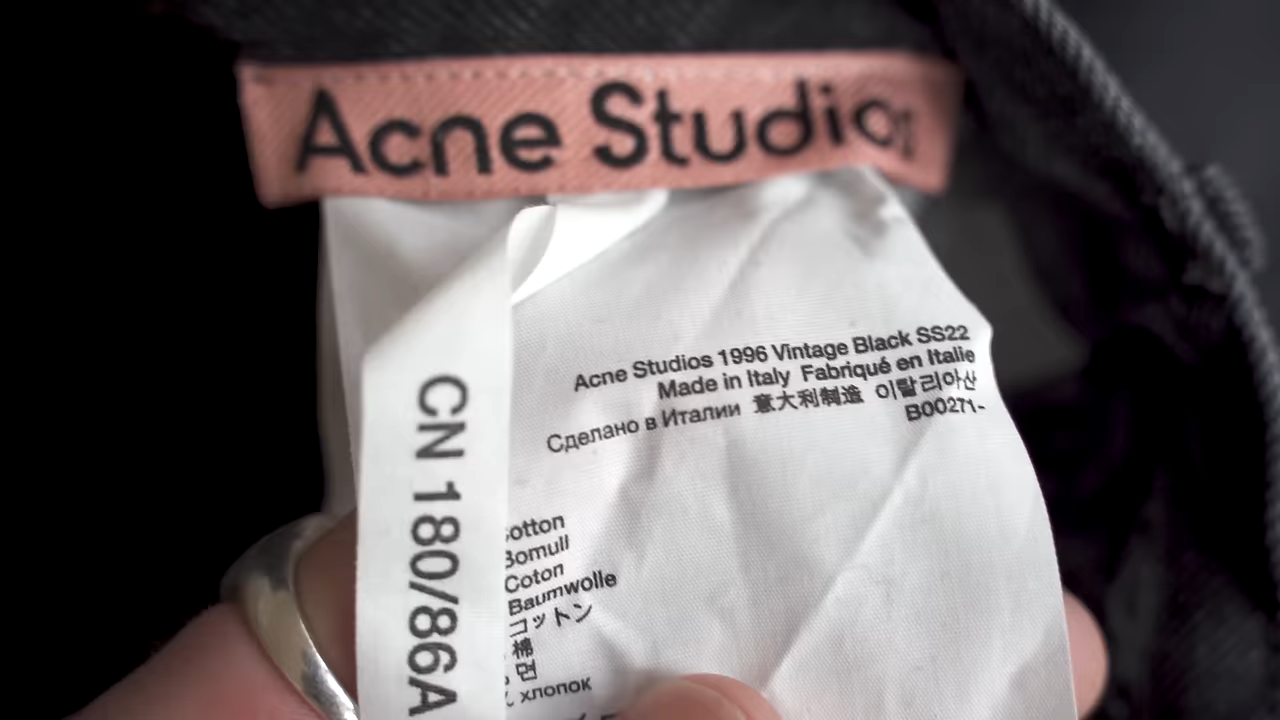 Acne Studios
Acne Studios 1996 Vintage Black SS22
Made in Italy Fabriqué en Italie
Сделано в Италии 意大利制造 이탈리아산
B00271-
CN 180/86A
Cotton
Bomull
Coton
Baumwolle
コットン
棉
면
хлопок